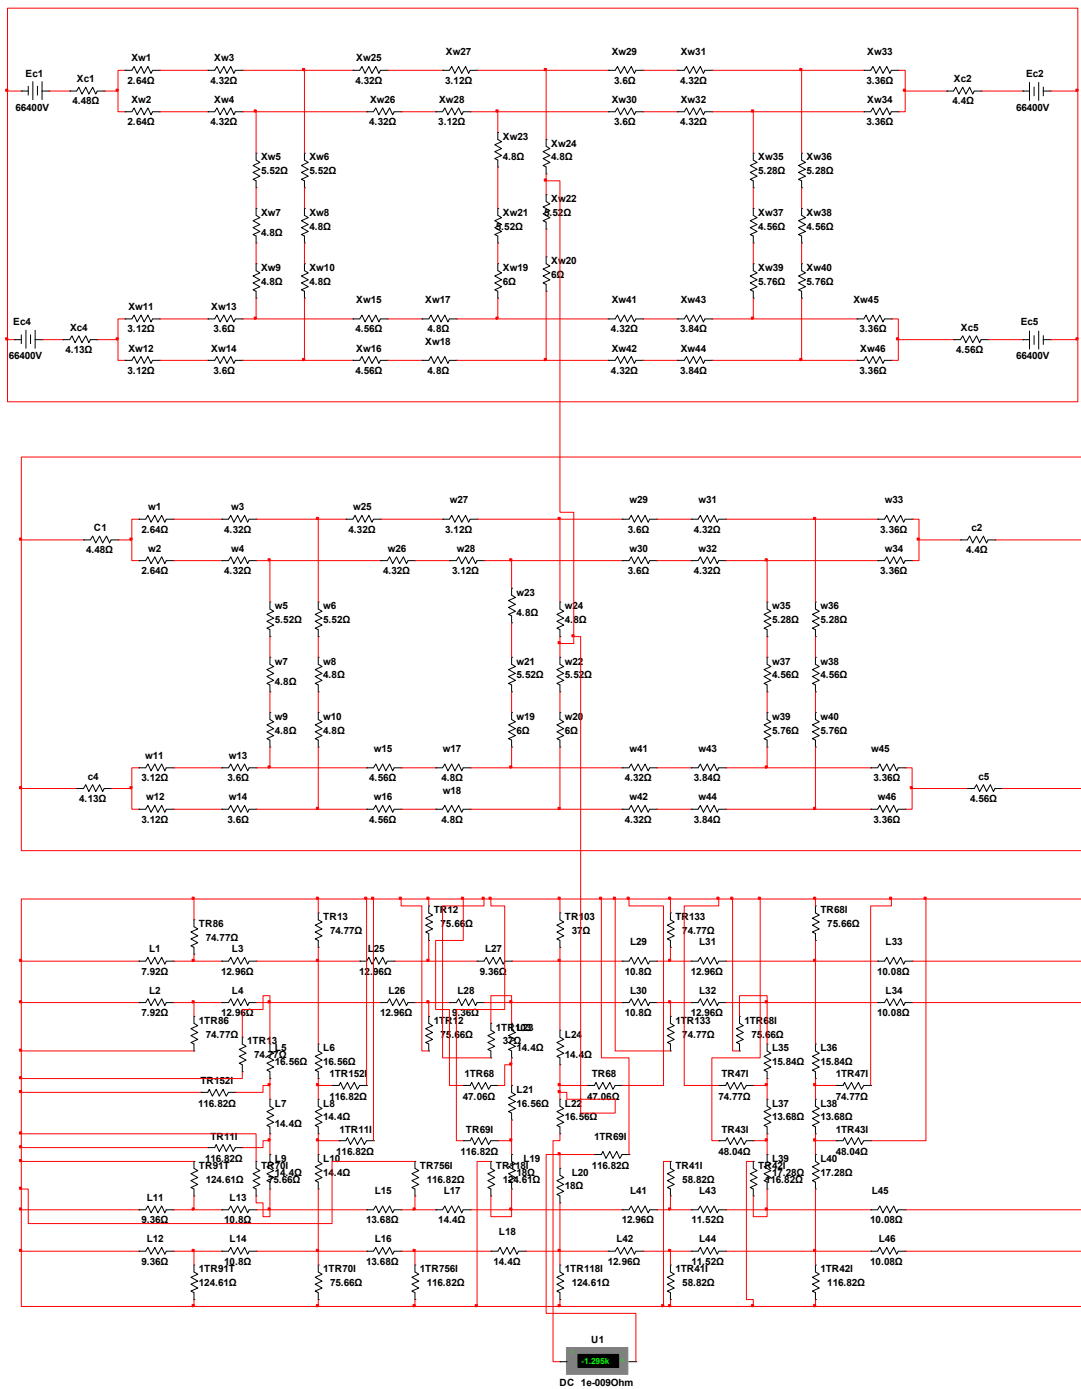 Xw1 Xw3 Xw25 Xw27 Xw29 Xw31 Xw33
Ec1 Xc1 2.64Ω 4.32Ω 4.32Ω 3.12Ω 3.6Ω 4.32Ω 3.36Ω Xc2 Ec2
66400V 4.48Ω Xw2 Xw4 Xw26 Xw28 Xw30 Xw32 Xw34 4.4Ω 66400V
2.64Ω 4.32Ω 4.32Ω 3.12Ω 3.6Ω 4.32Ω 3.36Ω
Xw23 Xw24
4.8Ω 4.8Ω
Xw5 Xw6 Xw35 Xw36
5.52Ω 5.52Ω 5.28Ω 5.28Ω
Xw7 Xw8 Xw21 Xw22 Xw37 Xw38
4.8Ω 4.8Ω 5.52Ω 5.52Ω 4.56Ω 4.56Ω
Xw9 Xw10 Xw19 Xw20 Xw39 Xw40
4.8Ω 4.8Ω 6Ω 6Ω 5.76Ω 5.76Ω
Xw11 Xw13 Xw15 Xw17 Xw41 Xw43 Xw45
Ec4 Xc4 3.12Ω 3.6Ω 4.56Ω 4.8Ω 4.32Ω 3.84Ω 3.36Ω Xc5 Ec5
66400V 4.13Ω Xw12 Xw14 Xw16 Xw18 Xw42 Xw44 Xw46 4.56Ω 66400V
3.12Ω 3.6Ω 4.56Ω 4.8Ω 4.32Ω 3.84Ω 3.36Ω
w1 w3 w25 w27 w29 w31 w33
C1 2.64Ω 4.32Ω 4.32Ω 3.12Ω 3.6Ω 4.32Ω 3.36Ω c2
4.48Ω w2 w4 w26 w28 w30 w32 w34 4.4Ω
2.64Ω 4.32Ω 4.32Ω 3.12Ω 3.6Ω 4.32Ω 3.36Ω
w5 w6 w23 w24 w35 w36
5.52Ω 5.52Ω 4.8Ω 4.8Ω 5.28Ω 5.28Ω
w7 w8 w21 w22 w37 w38
4.8Ω 4.8Ω 5.52Ω 5.52Ω 4.56Ω 4.56Ω
w9 w10 w19 w20 w39 w40
4.8Ω 4.8Ω 6Ω 6Ω 5.76Ω 5.76Ω
w11 w13 w15 w17 w41 w43 w45
c4 3.12Ω 3.6Ω 4.56Ω 4.8Ω 4.32Ω 3.84Ω 3.36Ω c5
4.13Ω w12 w14 w16 w18 w42 w44 w46 4.56Ω
3.12Ω 3.6Ω 4.56Ω 4.8Ω 4.32Ω 3.84Ω 3.36Ω
TR86 TR13 TR12 TR103 TR133 TR68I
74.77Ω 74.77Ω 75.66Ω 37Ω 74.77Ω 75.66Ω
L1 L3 L25 L27 L29 L31 L33
7.92Ω 12.96Ω 12.96Ω 9.36Ω 10.8Ω 12.96Ω 10.08Ω
L2 L4 L26 L28 L30 L32 L34
7.92Ω 12.96Ω 12.96Ω 9.36Ω 10.8Ω 12.96Ω 10.08Ω
1TR86 1TR12 1TR103 L23 1TR133 1TR68I
74.77Ω 75.66Ω 37Ω 14.4Ω 74.77Ω 75.66Ω
1TR13 L5 L6 L24 L35 L36
74.77Ω 16.56Ω 16.56Ω 14.4Ω 15.84Ω 15.84Ω
TR152I 1TR152I 1TR68 TR68 TR47I 1TR47I
116.82Ω 116.82Ω 47.06Ω 47.06Ω 74.77Ω 74.77Ω
L7 L8 L21 L22 L37 L38
14.4Ω 14.4Ω 16.56Ω 16.56Ω 13.68Ω 13.68Ω
TR11I 1TR11I TR69I 1TR69I TR43I 1TR43I
116.82Ω 116.82Ω 116.82Ω 116.82Ω 48.04Ω 48.04Ω
TR91T TR70I L9 L10 TR756I TR118I L19 L20 TR41I TR42I L39 L40
124.61Ω 75.66Ω 14.4Ω 14.4Ω 116.82Ω 124.61Ω 18Ω 18Ω 58.82Ω 116.82Ω 17.28Ω 17.28Ω
L11 L13 L15 L17 L41 L43 L45
9.36Ω 10.8Ω 13.68Ω 14.4Ω 12.96Ω 11.52Ω 10.08Ω
L12 L14 L16 L18 L42 L44 L46
9.36Ω 10.8Ω 13.68Ω 14.4Ω 12.96Ω 11.52Ω 10.08Ω
1TR91T 1TR70I 1TR756I 1TR118I 1TR41I 1TR42I
124.61Ω 75.66Ω 116.82Ω 124.61Ω 58.82Ω 116.82Ω
U1
-1.295k
DC 1e-009Ohm